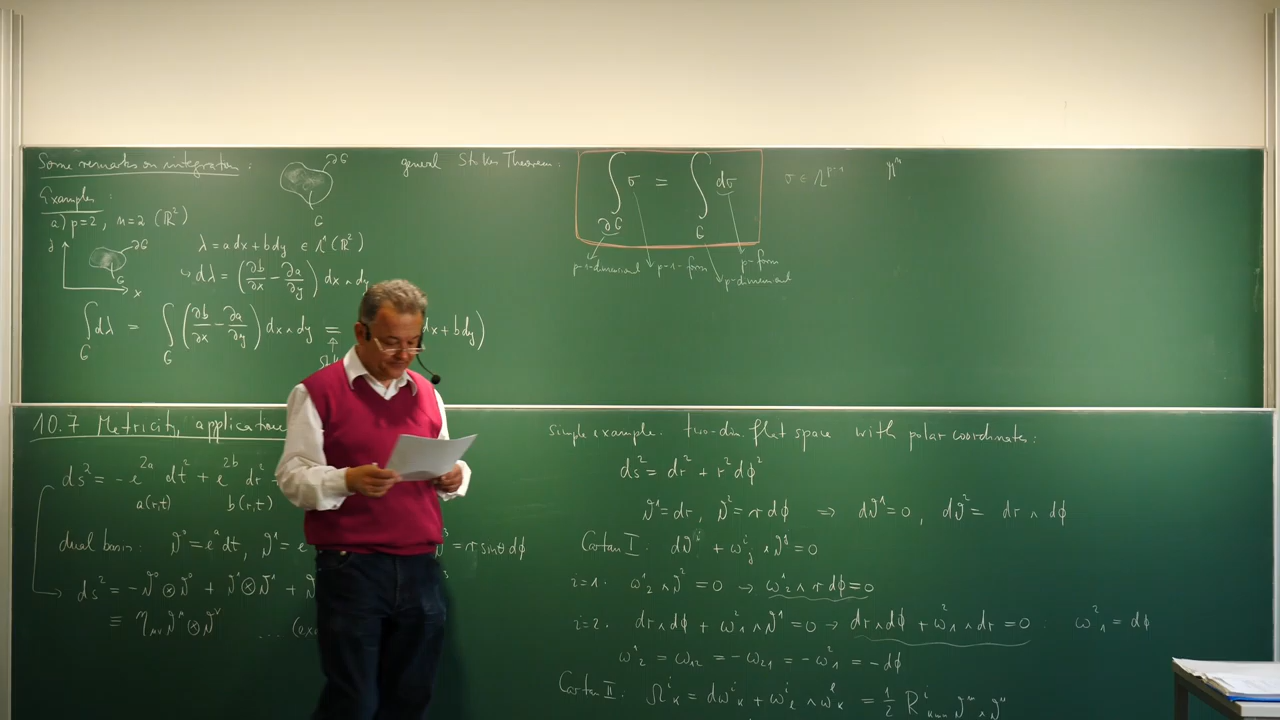 Some remarks on integration:
∂G
G
Examples:
a) p=2, n=2 (ℝ²)
y
∂G
G
x
λ = a dx + b dy ∈ Λ¹(ℝ²)
↳ dλ = (∂b/∂x − ∂a/∂y) dx ∧ dy
∫_G dλ = ∫_G (∂b/∂x − ∂a/∂y) dx ∧ dy = dx + b dy)
general Stokes Theorem:
∫_∂G σ = ∫_G dσ
σ ∈ Λ^{p-1}
p-1-dimensional
p-1-form
p-form
p-dimensional
10.7 Metricity, application
ds² = −e^{2a} dt² + e^{2b} dr²
a(r,t) b(r,t)
dual basis: ϑ⁰ = e^a dt, ϑ¹ = e = r sinθ dϕ
→ ds² = −ϑ⁰ ⊗ ϑ⁰ + ϑ¹ ⊗ ϑ¹ +
≡ η_{μν} ϑ^μ ⊗ ϑ^ν ...
Simple example: two-dim. flat space with polar coordinates:
ds² = dr² + r² dϕ²
ϑ¹ = dr, ϑ² = r dϕ ⇒ dϑ¹ = 0, dϑ² = dr ∧ dϕ
Cartan I: dϑ^i + ω^i_j ∧ ϑ^j = 0
i=1: ω¹₂ ∧ ϑ² = 0 → ω¹₂ ∧ r dϕ = 0
i=2: dr ∧ dϕ + ω²₁ ∧ ϑ¹ = 0 → dr ∧ dϕ + ω²₁ ∧ dr = 0 : ω²₁ = dϕ
ω¹₂ = ω₁₂ = −ω₂₁ = −ω²₁ = −dϕ
Cartan II: Ω^i_k = dω^i_k + ω^i_l ∧ ω^l_k = ½ R^i